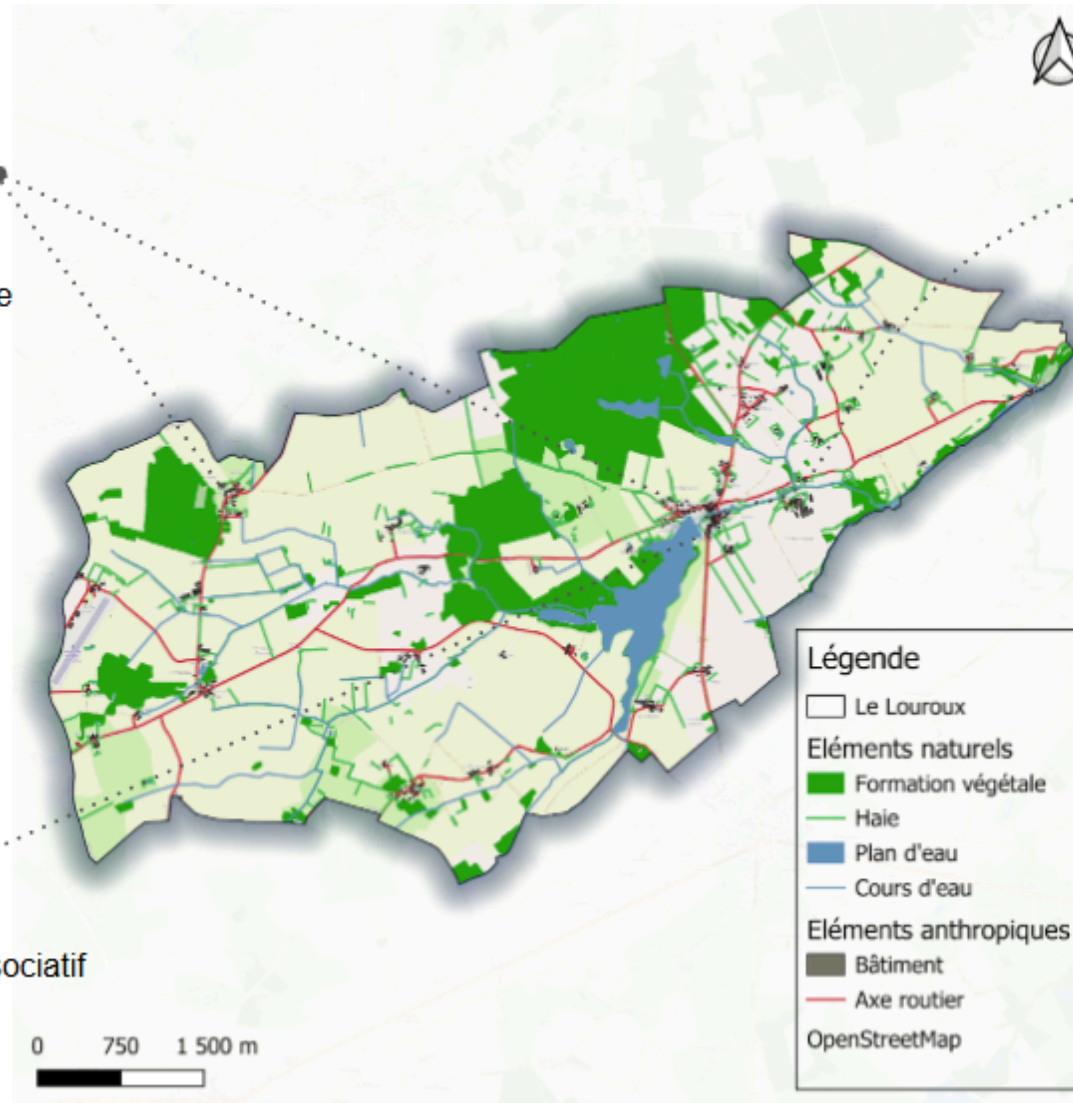 e
Légende
Le Louroux
Eléments naturels
Formation végétale
Haie
Plan d'eau
Cours d'eau
Eléments anthropiques
Bâtiment
Axe routier
OpenStreetMap
sociatif
0 750 1 500 m